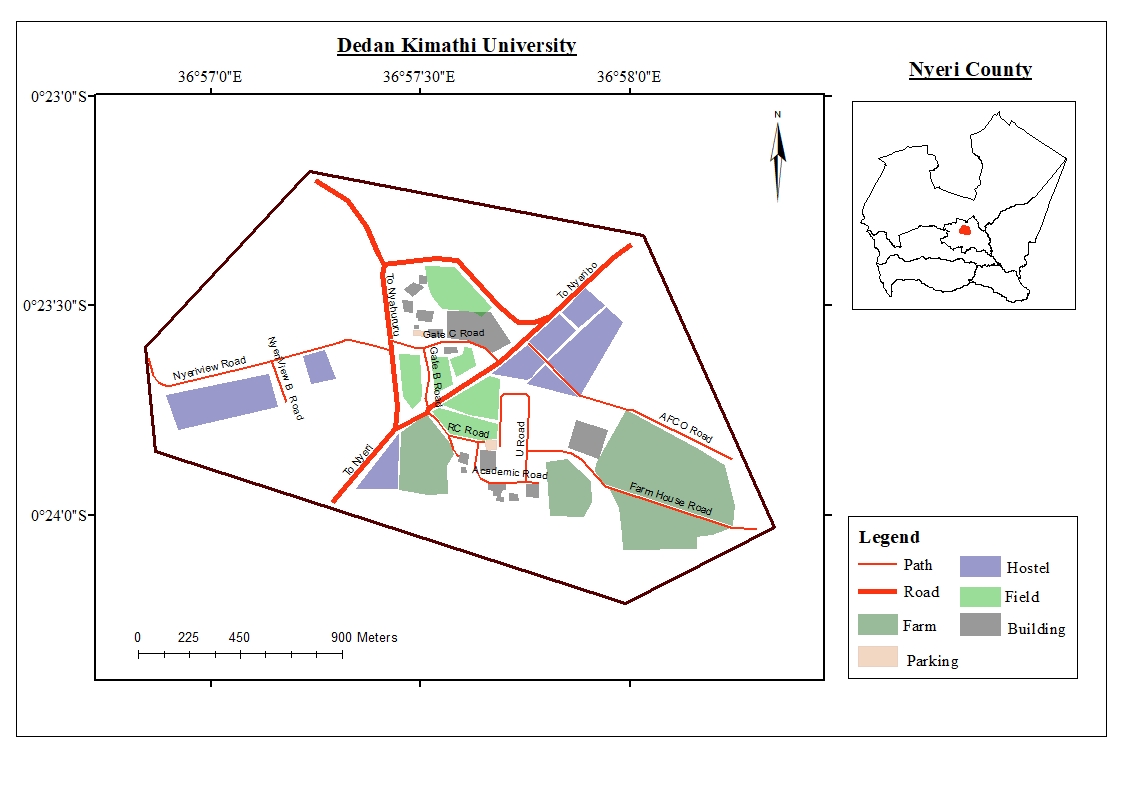 Dedan Kimathi University
Nyeri County
36°57'0"E
36°57'30"E
36°58'0"E
0°23'0"S
0°23'30"S
0°24'0"S
N
To Nyaribo
To Nyahururu
Gate C Road
Gate B Road
Nyeriview Road
Nyeriview B Road
AFCO Road
RC Road
U Road
To Nyeri
Academic Road
Farm House Road
0 225 450 900 Meters
Legend
Path
Hostel
Road
Field
Farm
Building
Parking